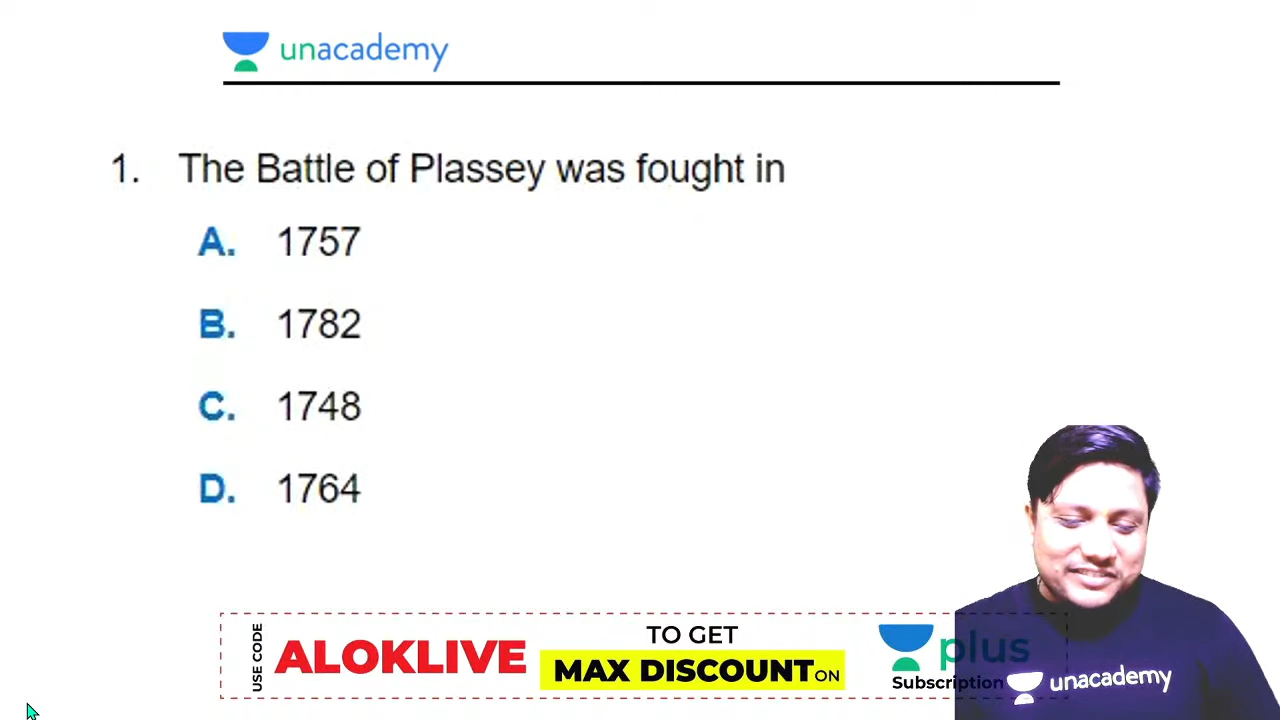 unacademy
1. The Battle of Plassey was fought in
A. 1757
B. 1782
C. 1748
D. 1764
USE CODE
ALOKLIVE
TO GET
MAX DISCOUNT ON
plus
Subscription
unacademy